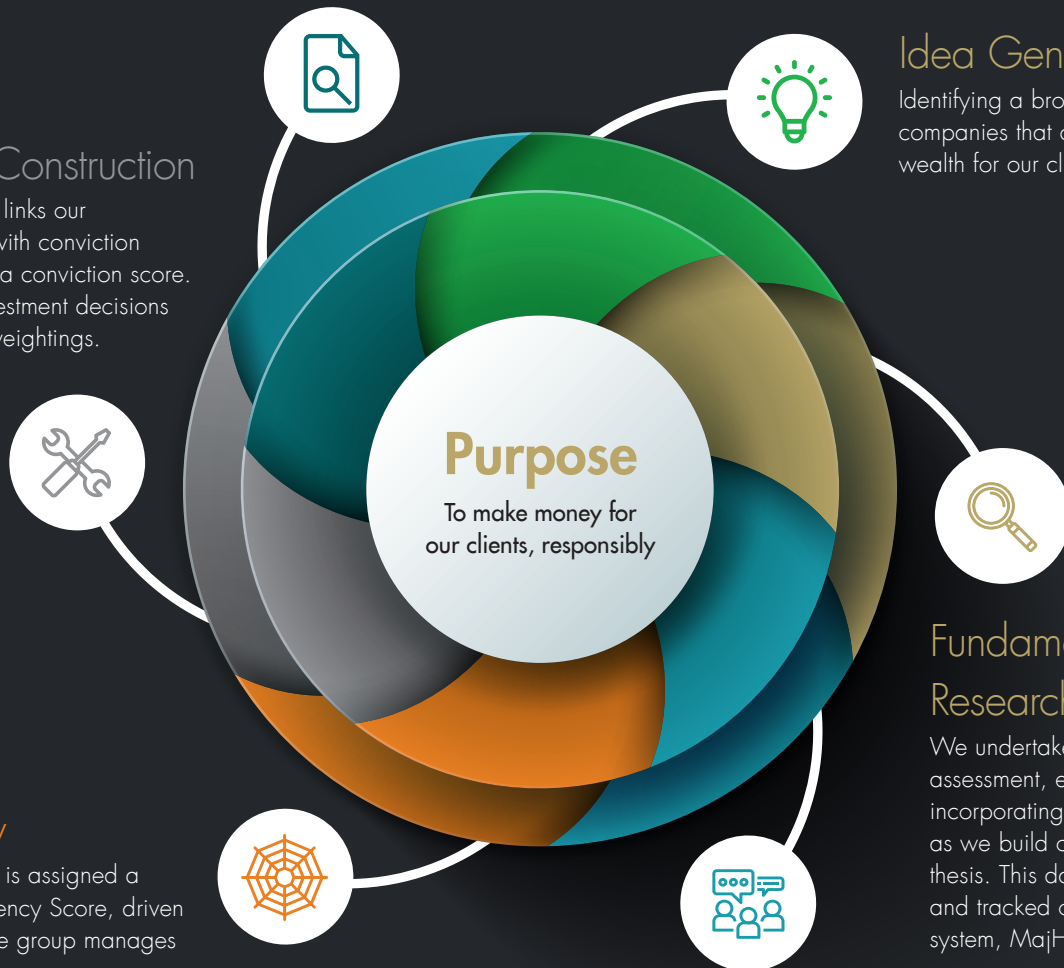 Idea Gen
Identifying a bro
companies that
wealth for our cl
Construction
links our
with conviction
a conviction score.
estment decisions
weightings.
Purpose
To make money for
our clients, responsibly
Fundam
Research
We undertake
assessment, e
incorporating
as we build
thesis. This
and tracked
system, MajH
y
is assigned a
ency Score, driven
e group manages